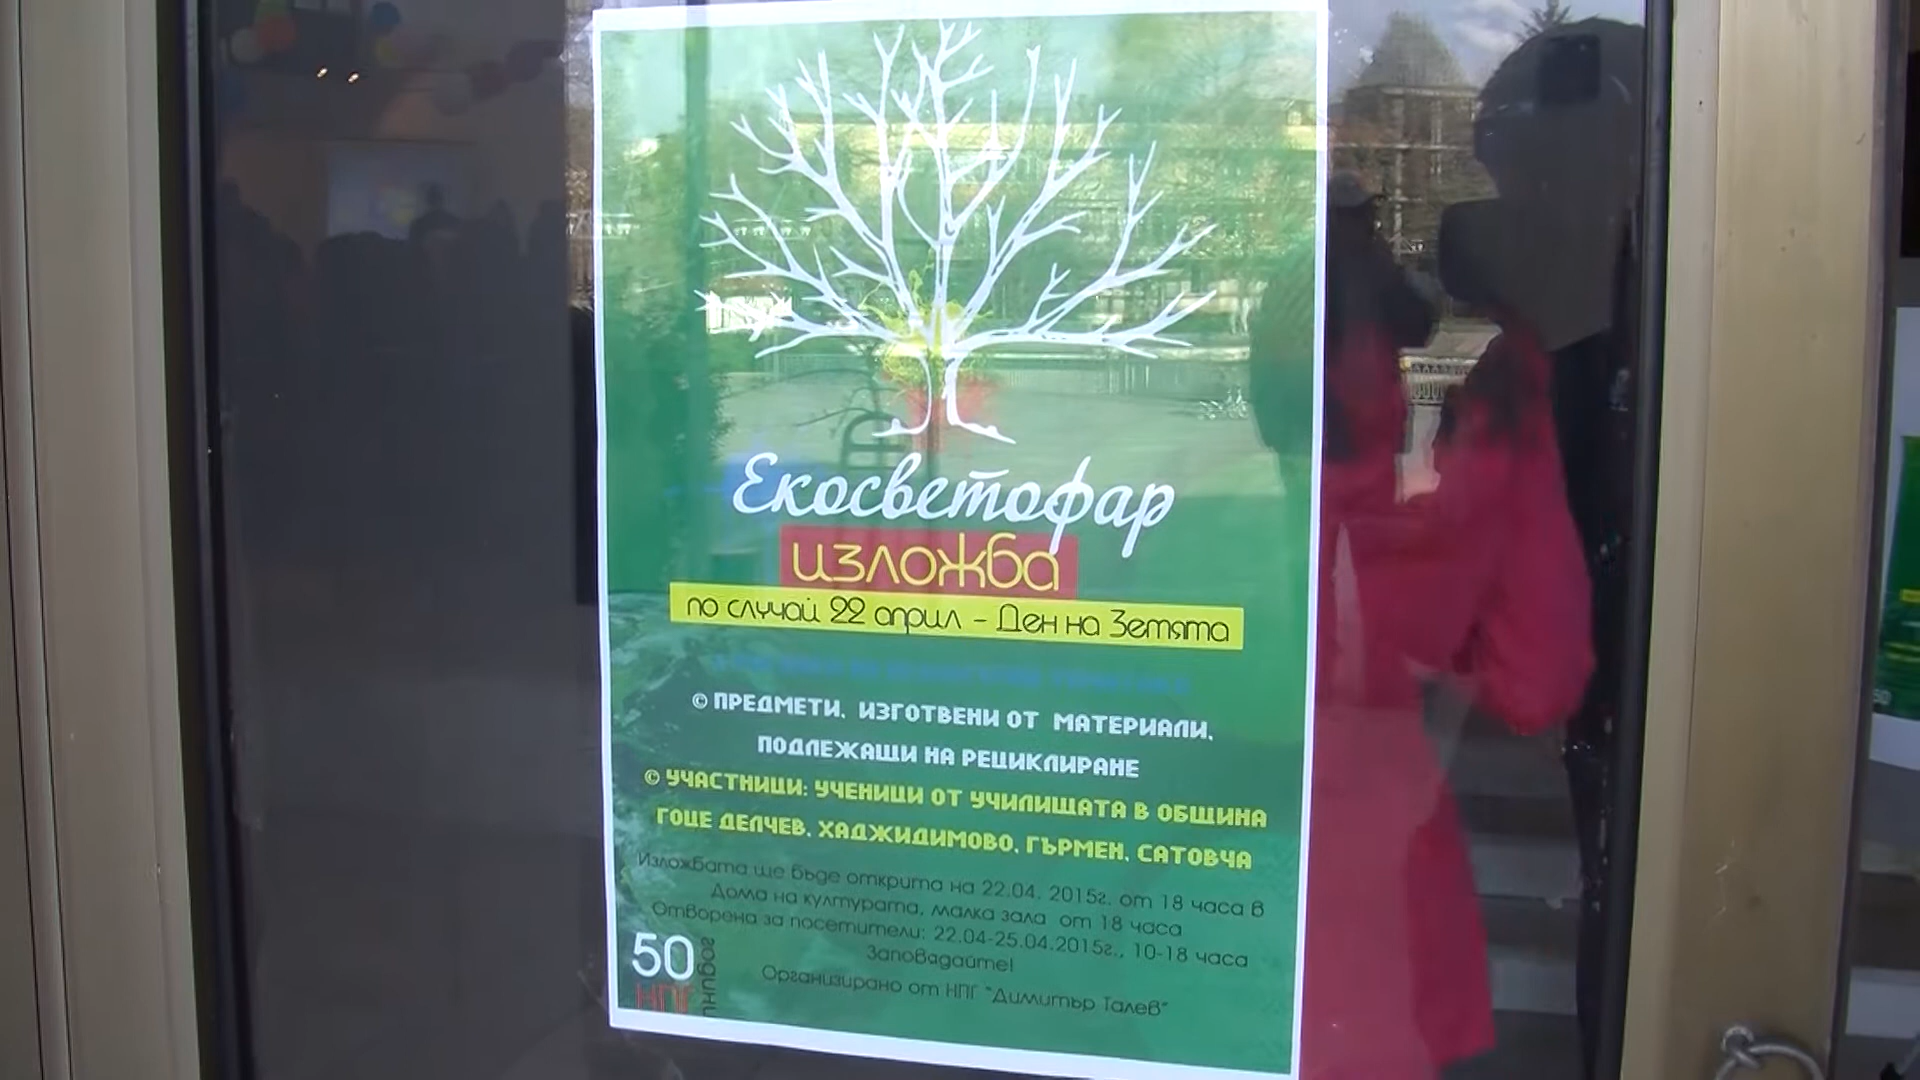 Екосветофар
изложба
по случай 22 април - Ден на Земята
© ПРЕДМЕТИ, ИЗГОТВЕНИ ОТ МАТЕРИАЛИ,
ПОДЛЕЖАЩИ НА РЕЦИКЛИРАНЕ
© УЧАСТНИЦИ: УЧЕНИЦИ ОТ УЧИЛИЩАТА В ОБЩИНА
ГОЦЕ ДЕЛЧЕВ, ХАДЖИДИМОВО, ГЪРМЕН, САТОВЧА
Изложбата ще бъде открита на 22.04. 2015г. от 18 часа в
Дома на културата, малка зала от 18 часа
Отворена за посетители: 22.04-25.04.2015г., 10-18 часа
Заповядайте!
Организирано от НПГ "Димитър Талев"
50
НПГ
години